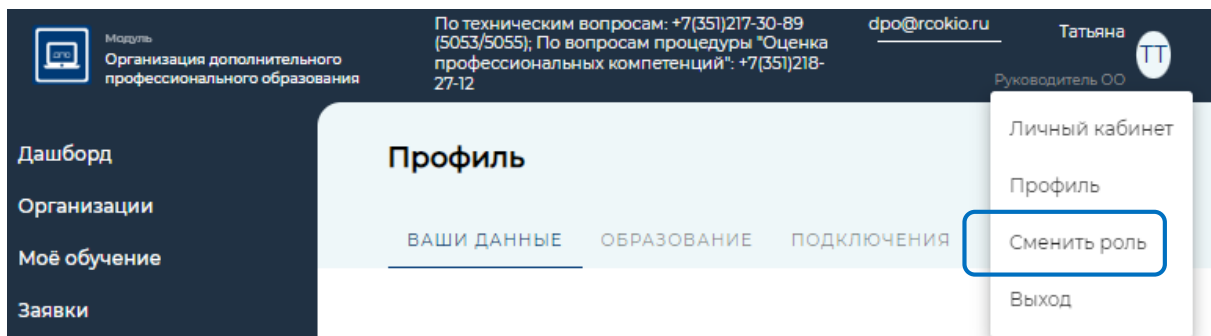 дпо
Модуль
Организация дополнительного
профессионального образования
По техническим вопросам: +7(351)217-30-89
(5053/5055); По вопросам процедуры "Оценка
профессиональных компетенций": +7(351)218-
27-12
dpo@rcokio.ru
Татьяна
ТТ
Руководитель ОО
Дашборд
Организации
Моё обучение
Заявки
Профиль
ВАШИ ДАННЫЕ ОБРАЗОВАНИЕ ПОДКЛЮЧЕНИЯ
Личный кабинет
Профиль
Сменить роль
Выход